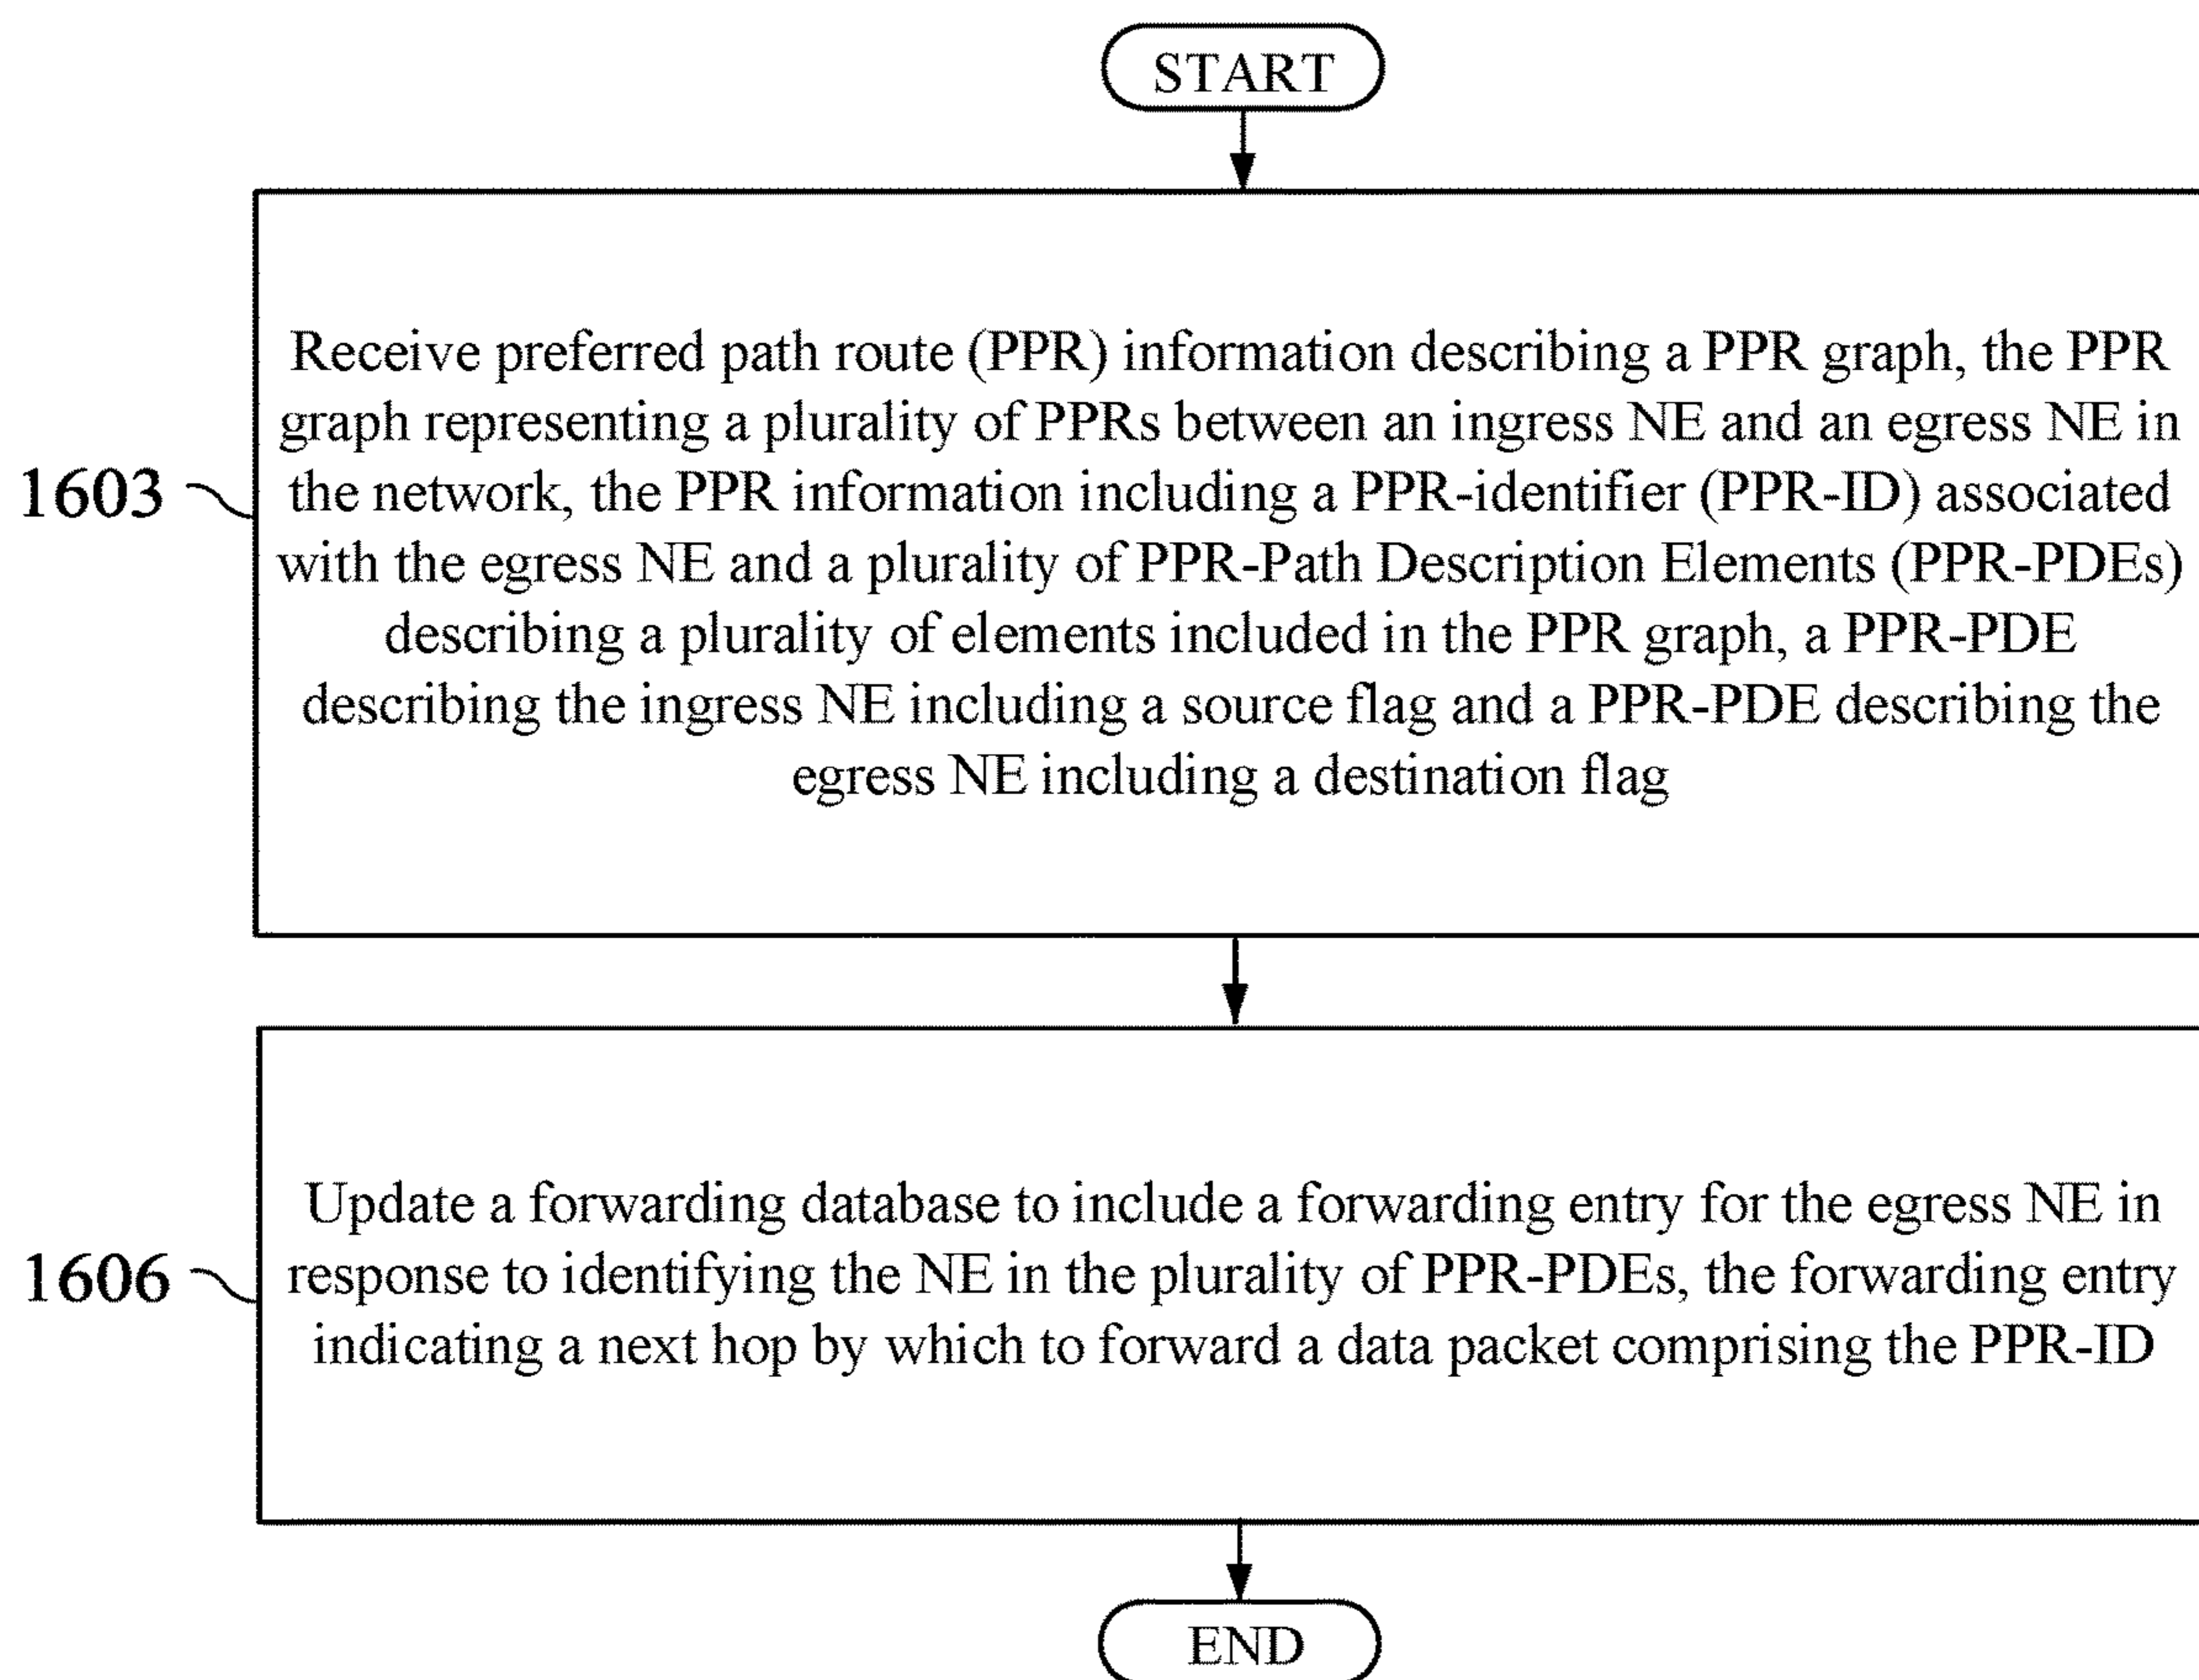 START
Receive preferred path route (PPR) information describing a PPR graph, the PPR
graph representing a plurality of PPRs between an ingress NE and an egress NE in
1603
the network, the PPR information including a PPR-identifier (PPR-ID) associated
with the egress NE and a plurality of PPR-Path Description Elements (PPR-PDEs)
describing a plurality of elements included in the PPR graph, a PPR-PDE
describing the ingress NE including a source flag and a PPR-PDE describing the
egress NE including a destination flag
Update a forwarding database to include a forwarding entry for the egress NE in
1606
response to identifying the NE in the plurality of PPR-PDEs, the forwarding entry
indicating a next hop by which to forward a data packet comprising the PPR-ID
END